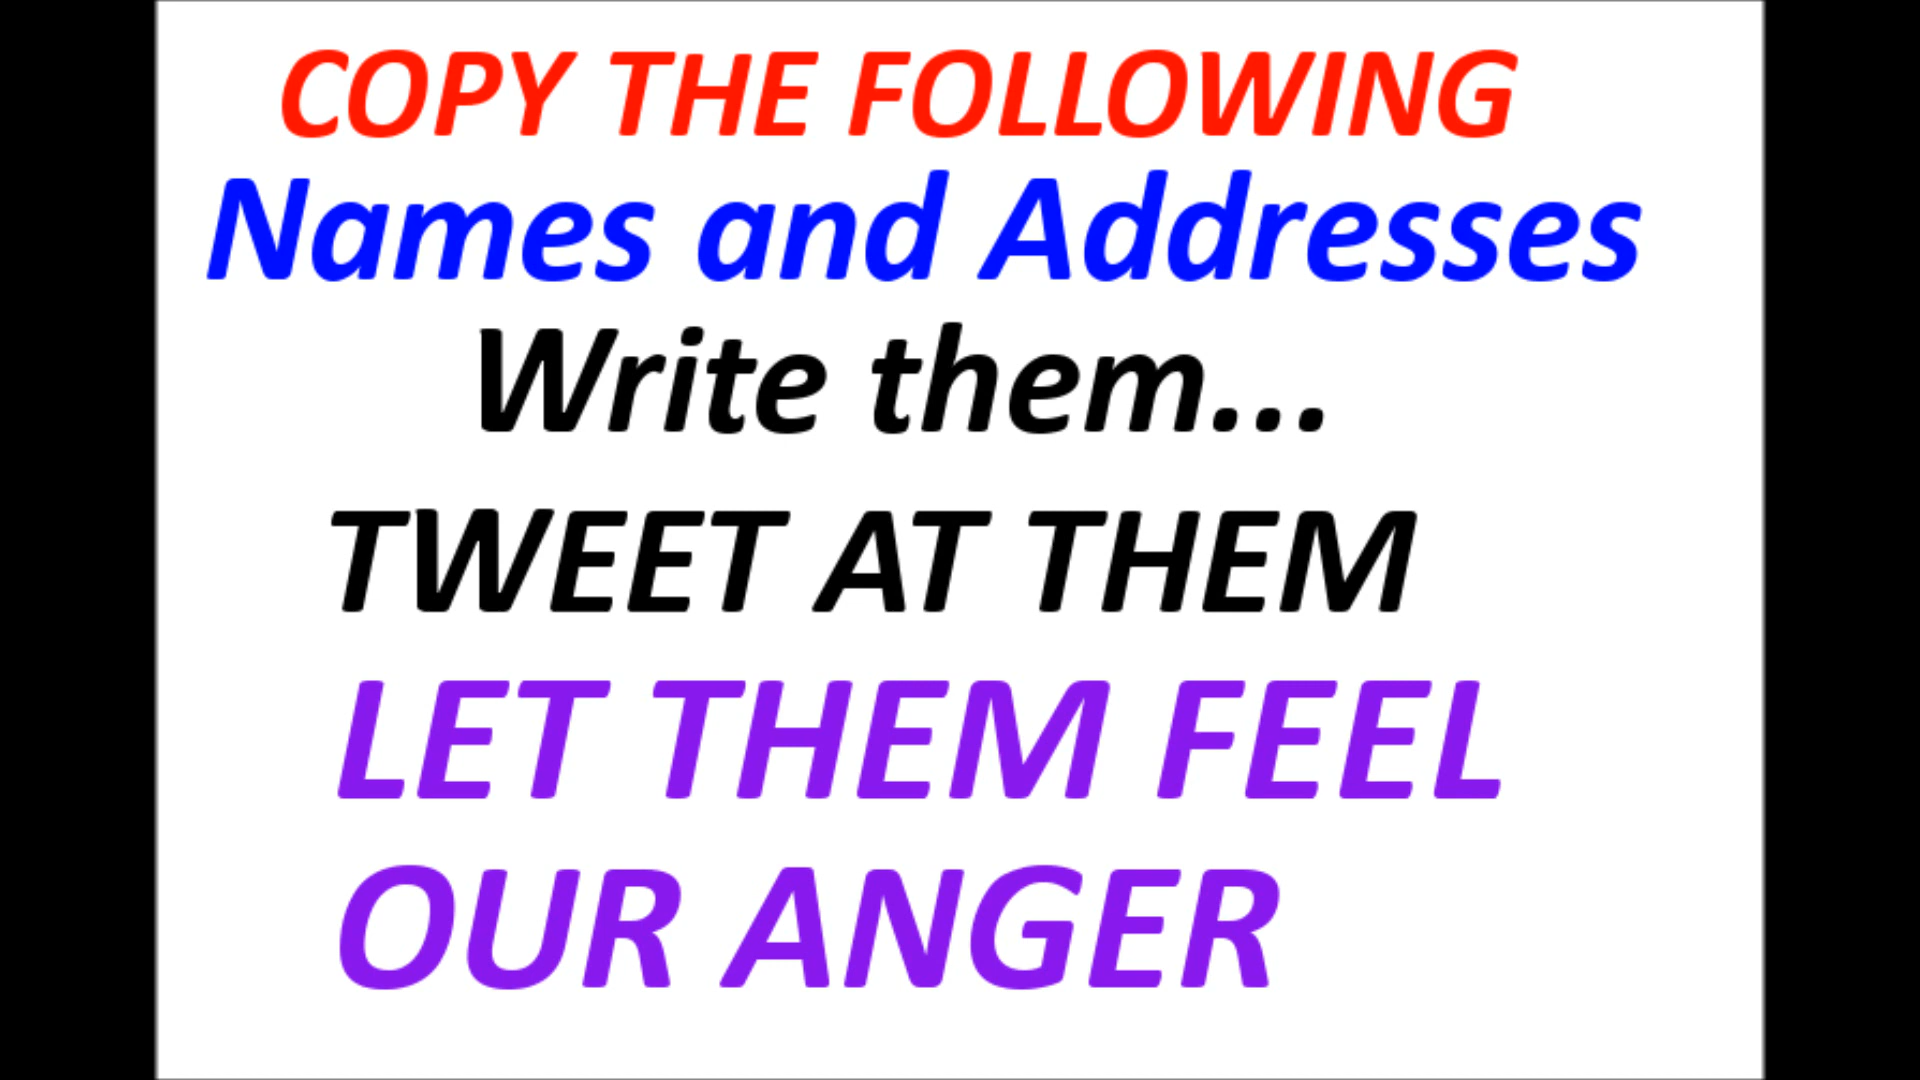 COPY THE FOLLOWING
Names and Addresses
Write them...
TWEET AT THEM
LET THEM FEEL
OUR ANGER